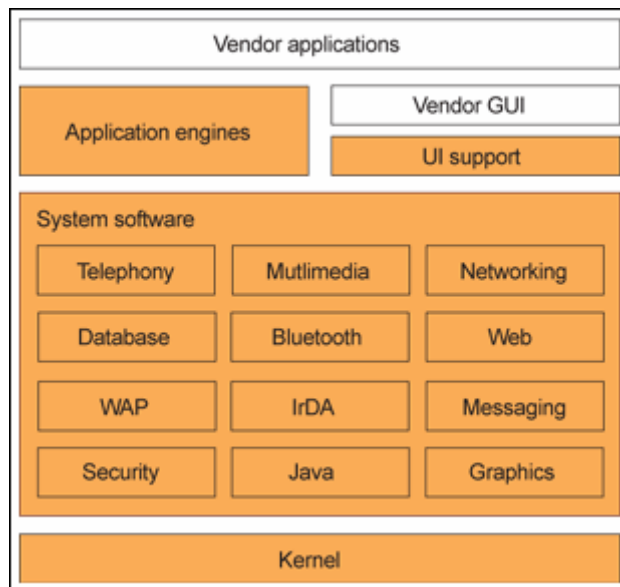 Vendor applications
Application engines
Vendor GUI
UI support
System software
Telephony
Mutlimedia
Networking
Database
Bluetooth
Web
WAP
IrDA
Messaging
Security
Java
Graphics
Kernel